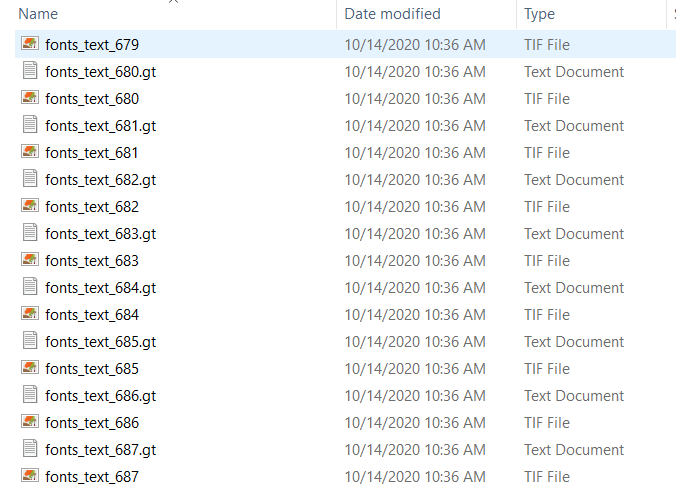 Name Date modified Type
fonts_text_679 10/14/2020 10:36 AM TIF File
fonts_text_680.gt 10/14/2020 10:36 AM Text Document
fonts_text_680 10/14/2020 10:36 AM TIF File
fonts_text_681.gt 10/14/2020 10:36 AM Text Document
fonts_text_681 10/14/2020 10:36 AM TIF File
fonts_text_682.gt 10/14/2020 10:36 AM Text Document
fonts_text_682 10/14/2020 10:36 AM TIF File
fonts_text_683.gt 10/14/2020 10:36 AM Text Document
fonts_text_683 10/14/2020 10:36 AM TIF File
fonts_text_684.gt 10/14/2020 10:36 AM Text Document
fonts_text_684 10/14/2020 10:36 AM TIF File
fonts_text_685.gt 10/14/2020 10:36 AM Text Document
fonts_text_685 10/14/2020 10:36 AM TIF File
fonts_text_686.gt 10/14/2020 10:36 AM Text Document
fonts_text_686 10/14/2020 10:36 AM TIF File
fonts_text_687.gt 10/14/2020 10:36 AM Text Document
fonts_text_687 10/14/2020 10:36 AM TIF File